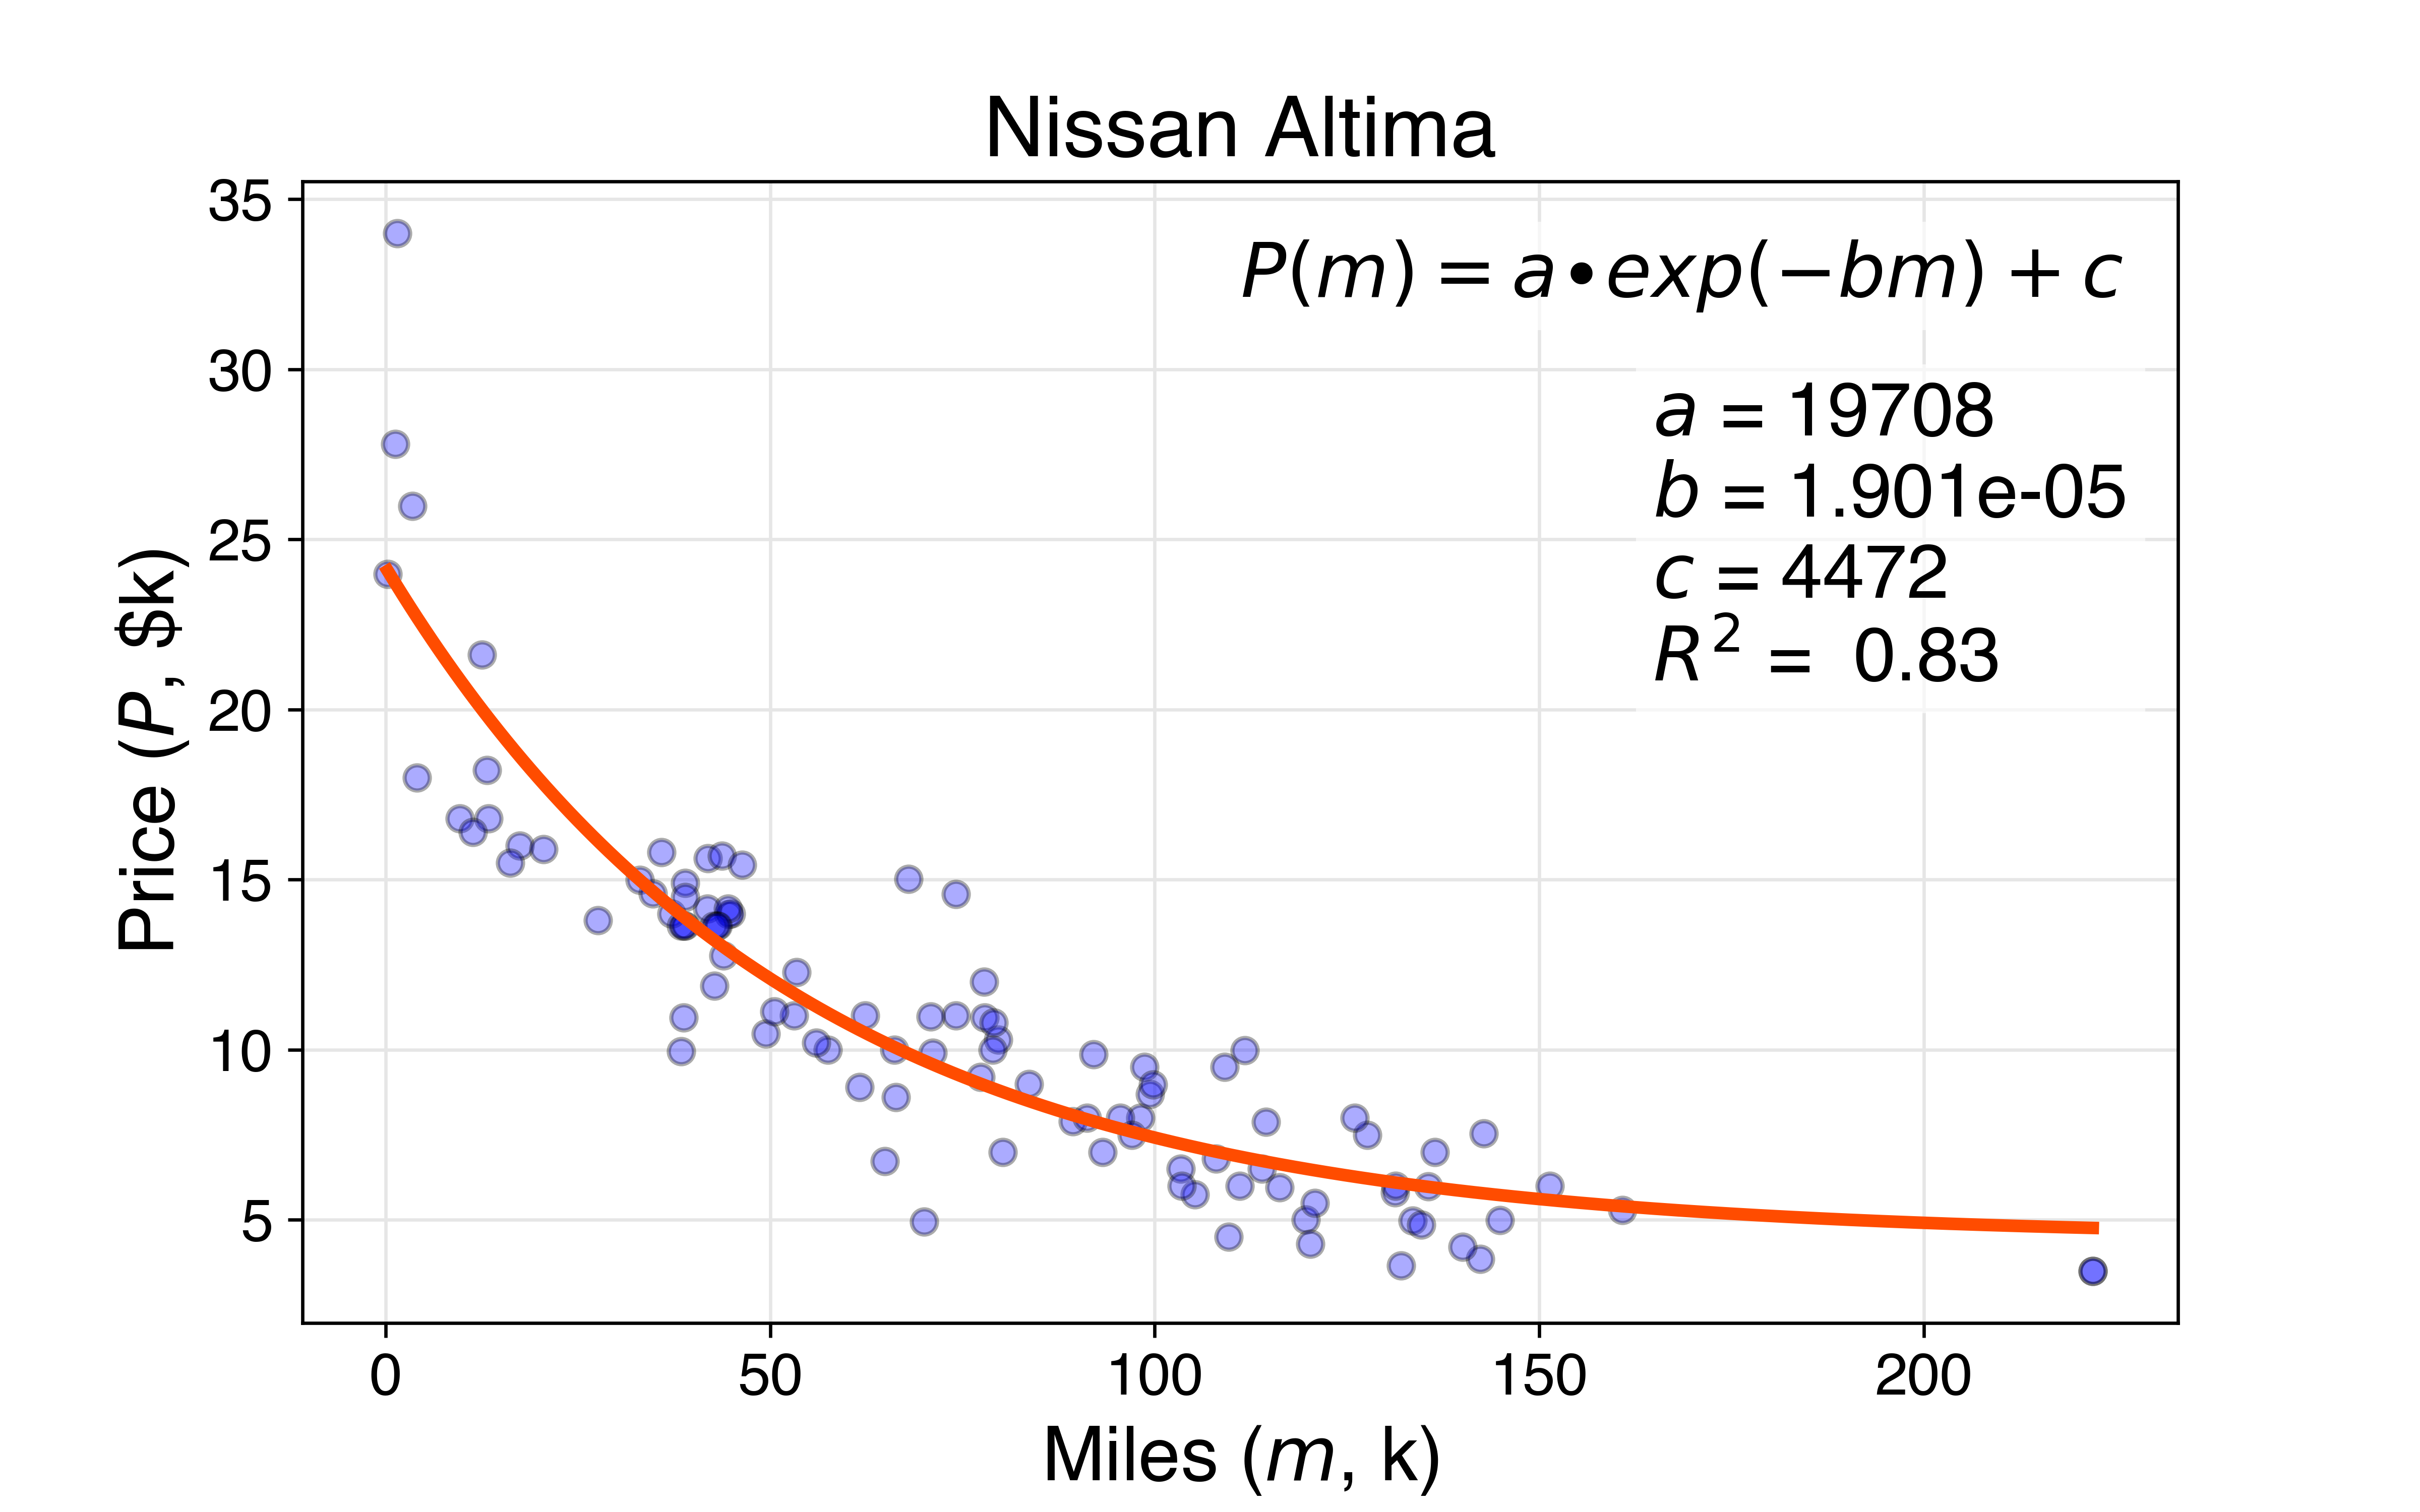 Nissan Altima
P(m) = a•exp(−bm) + c
a = 19708
b = 1.901e-05
c = 4472
R² = 0.83
Price (P, $k)
35
30
25
20
15
10
5
0 50 100 150 200
Miles (m, k)